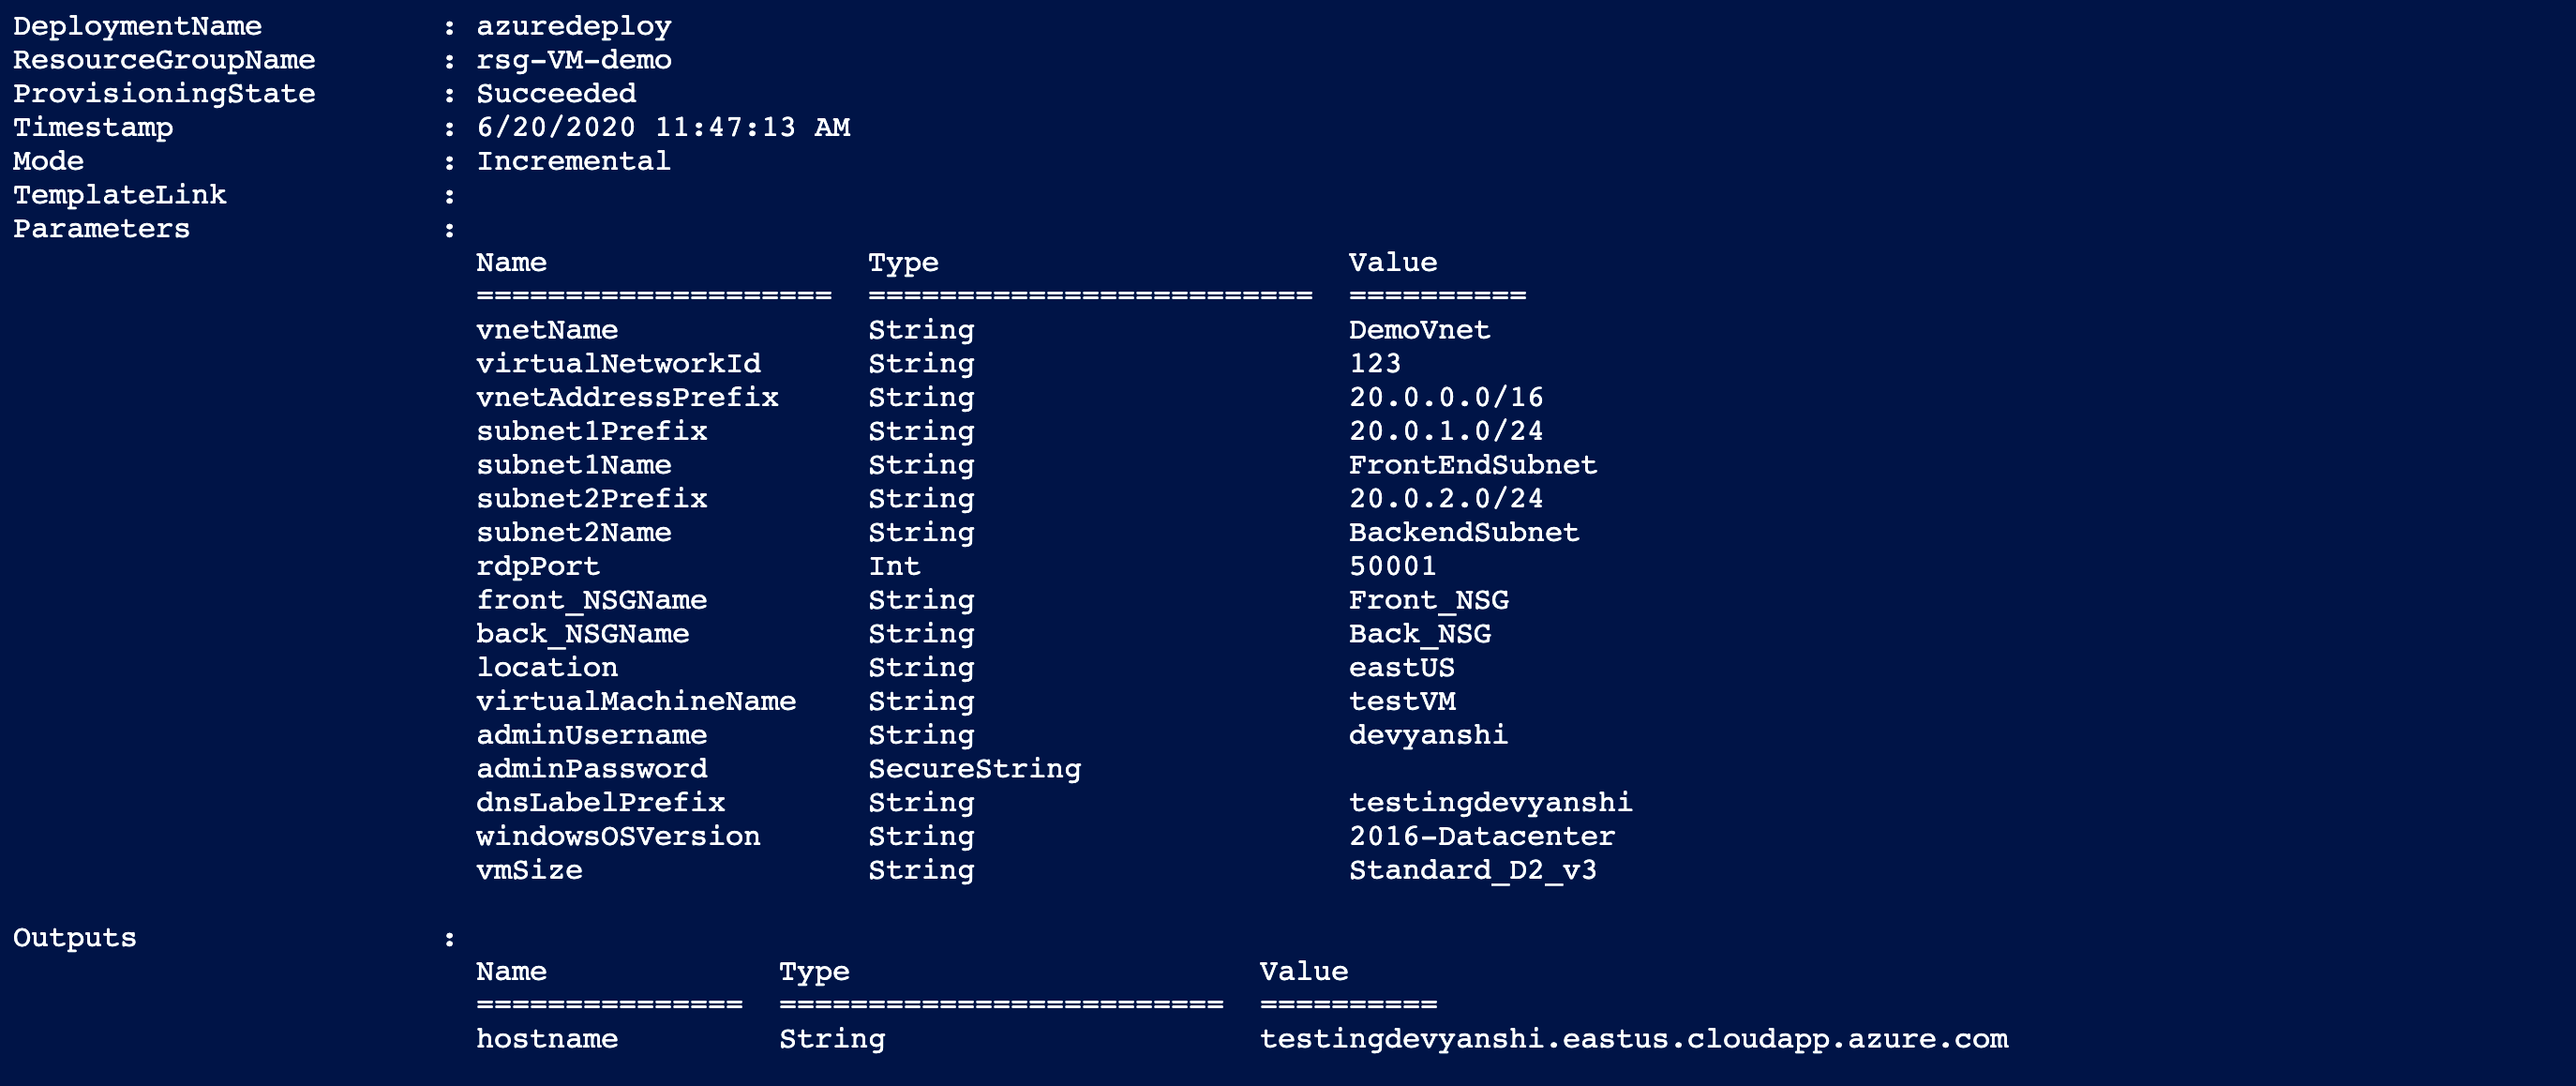 DeploymentName          : azuredeploy
ResourceGroupName       : rsg-VM-demo
ProvisioningState       : Succeeded
Timestamp               : 6/20/2020 11:47:13 AM
Mode                    : Incremental
TemplateLink            :
Parameters              :
                          Name                  Type                       Value
                          ====================  =========================  ==========
                          vnetName              String                     DemoVnet
                          virtualNetworkId      String                     123
                          vnetAddressPrefix     String                     20.0.0.0/16
                          subnet1Prefix         String                     20.0.1.0/24
                          subnet1Name           String                     FrontEndSubnet
                          subnet2Prefix         String                     20.0.2.0/24
                          subnet2Name           String                     BackendSubnet
                          rdpPort               Int                        50001
                          front_NSGName         String                     Front_NSG
                          back_NSGName          String                     Back_NSG
                          location              String                     eastUS
                          virtualMachineName    String                     testVM
                          adminUsername         String                     devyanshi
                          adminPassword         SecureString
                          dnsLabelPrefix        String                     testingdevyanshi
                          windowsOSVersion      String                     2016-Datacenter
                          vmSize                String                     Standard_D2_v3
Outputs                 :
                          Name             Type                       Value
                          ===============  =========================  ==========
                          hostname         String                     testingdevyanshi.eastus.cloudapp.azure.com